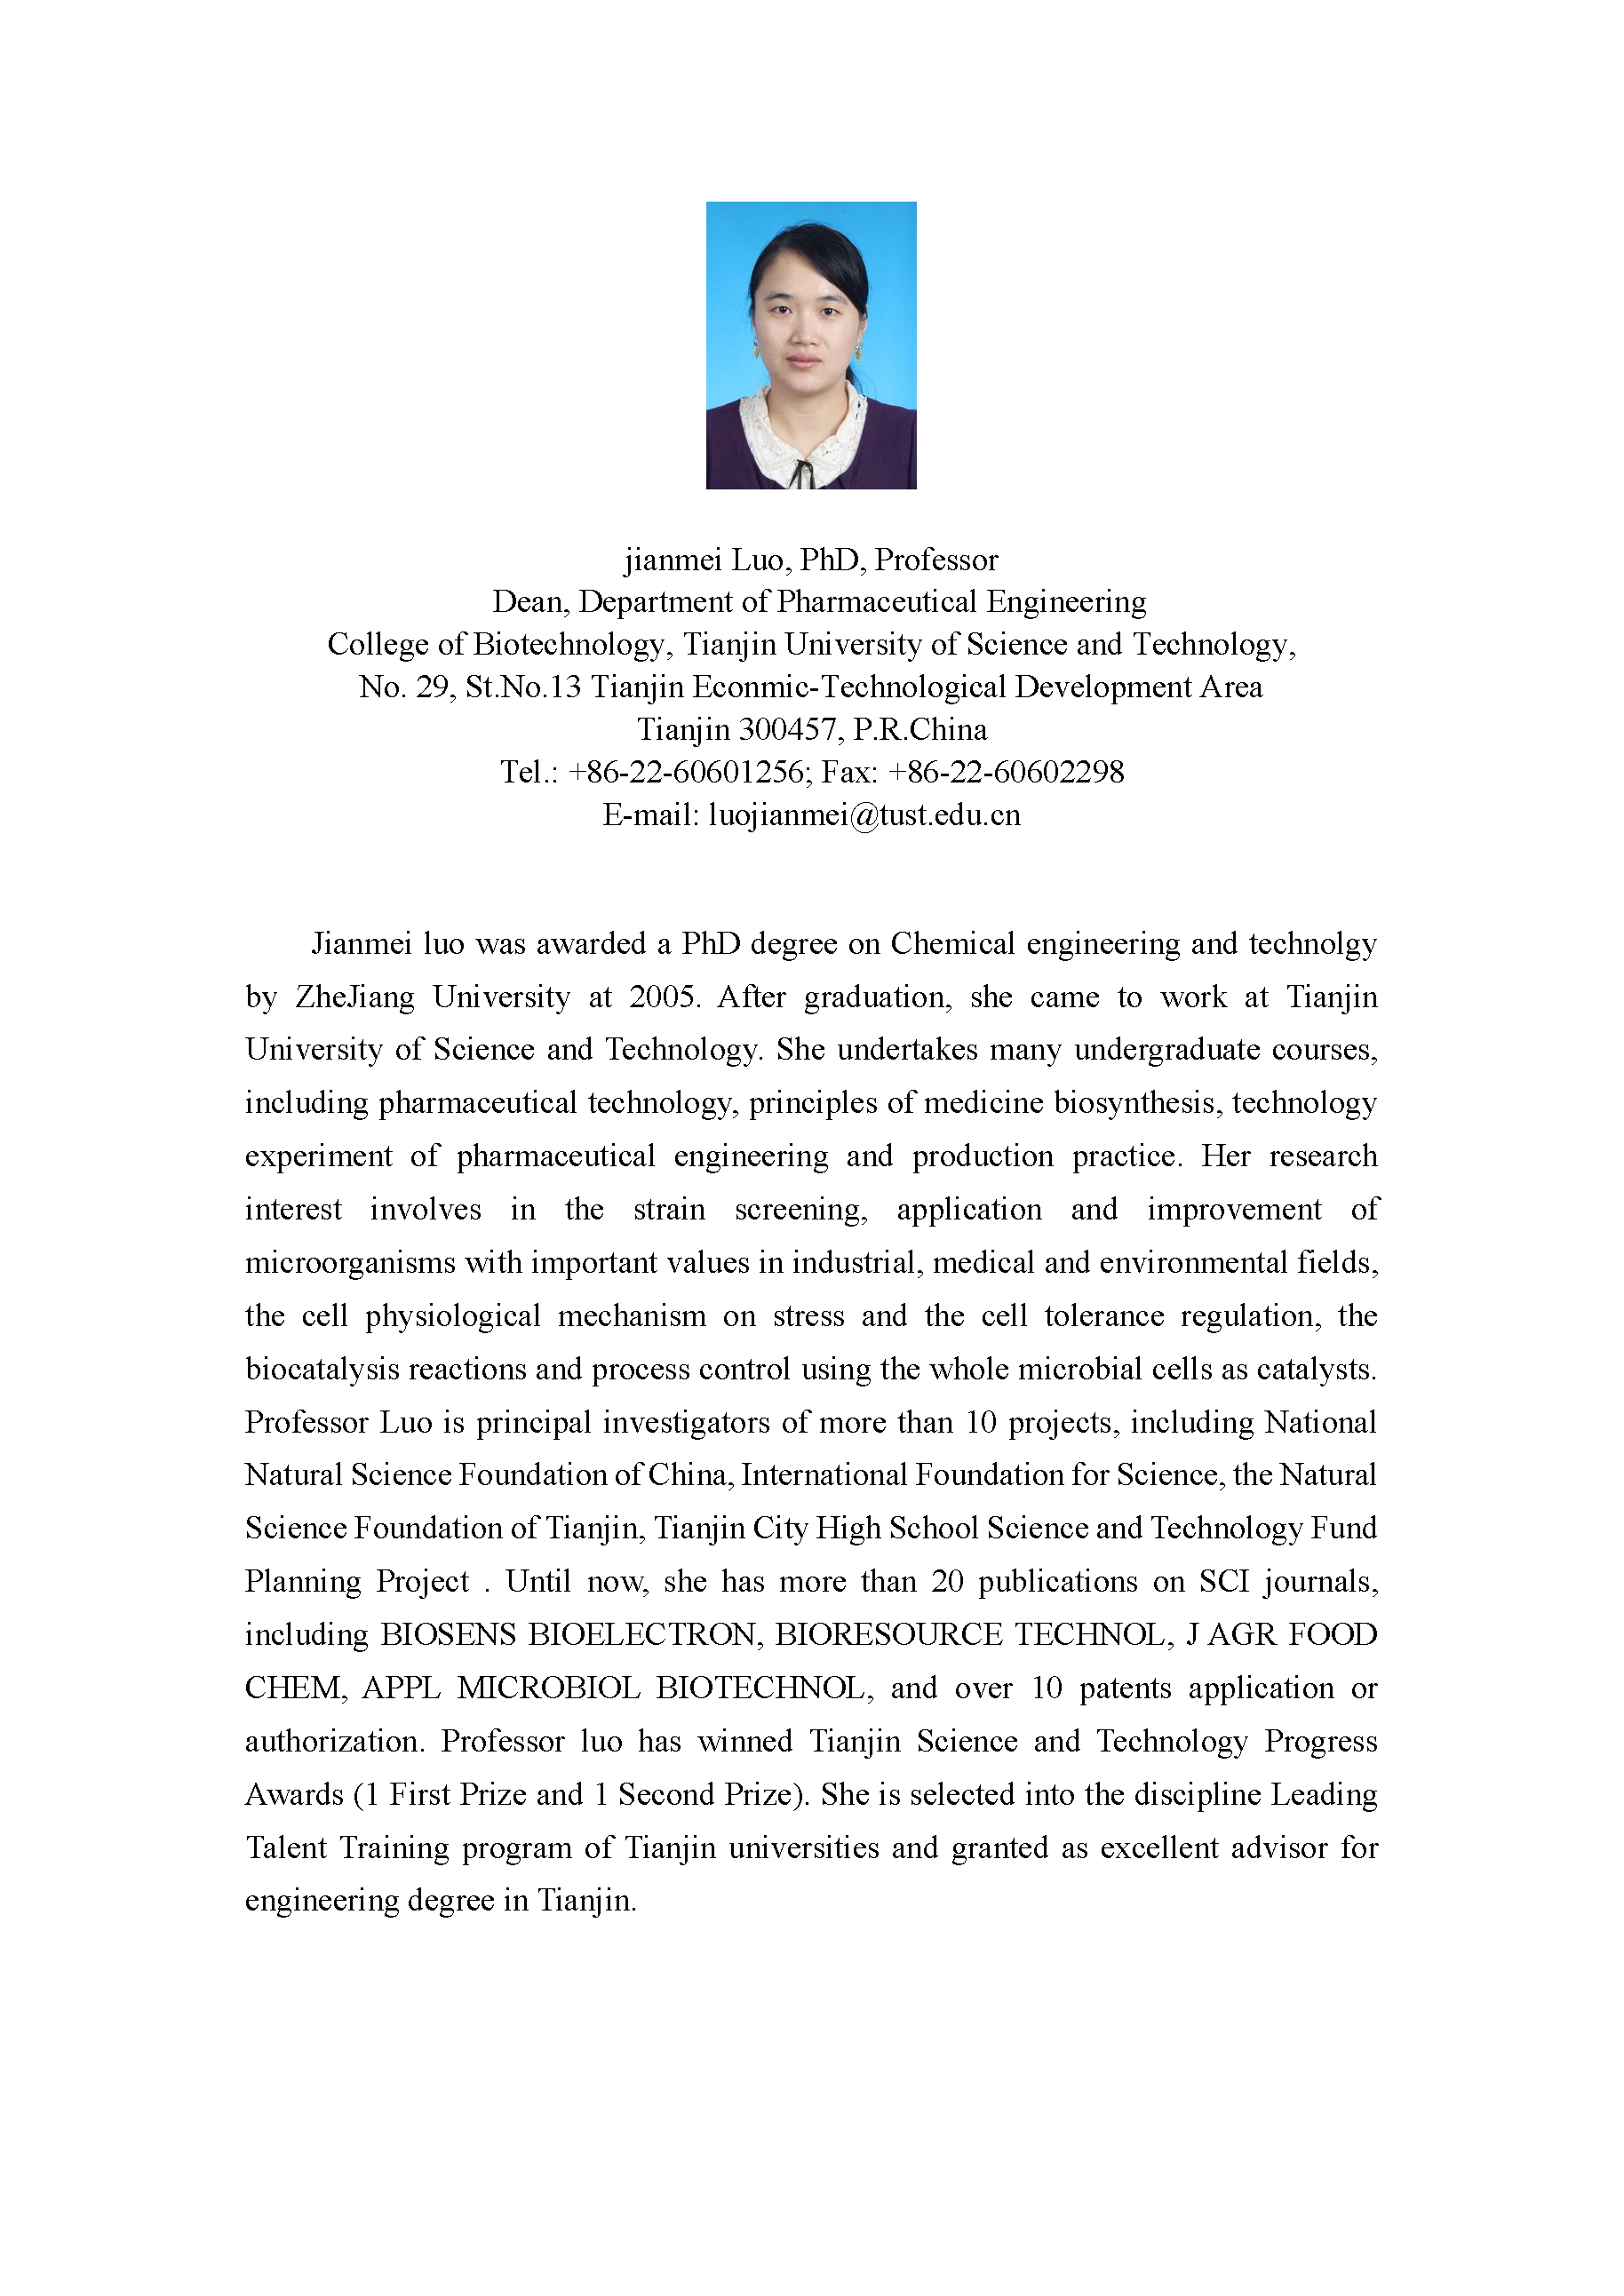 jianmei Luo, PhD, Professor
Dean, Department of Pharmaceutical Engineering
College of Biotechnology, Tianjin University of Science and Technology,
No. 29, St.No.13 Tianjin Econmic-Technological Development Area
Tianjin 300457, P.R.China
Tel.: +86-22-60601256; Fax: +86-22-60602298
E-mail: luojianmei@tust.edu.cn
Jianmei luo was awarded a PhD degree on Chemical engineering and technolgy
by ZheJiang University at 2005. After graduation, she came to work at Tianjin
University of Science and Technology. She undertakes many undergraduate courses,
including pharmaceutical technology, principles of medicine biosynthesis, technology
experiment of pharmaceutical engineering and production practice. Her research
interest involves in the strain screening, application and improvement of
microorganisms with important values in industrial, medical and environmental fields,
the cell physiological mechanism on stress and the cell tolerance regulation, the
biocatalysis reactions and process control using the whole microbial cells as catalysts.
Professor Luo is principal investigators of more than 10 projects, including National
Natural Science Foundation of China, International Foundation for Science, the Natural
Science Foundation of Tianjin, Tianjin City High School Science and Technology Fund
Planning Project . Until now, she has more than 20 publications on SCI journals,
including BIOSENS BIOELECTRON, BIORESOURCE TECHNOL, J AGR FOOD
CHEM, APPL MICROBIOL BIOTECHNOL, and over 10 patents application or
authorization. Professor luo has winned Tianjin Science and Technology Progress
Awards (1 First Prize and 1 Second Prize). She is selected into the discipline Leading
Talent Training program of Tianjin universities and granted as excellent advisor for
engineering degree in Tianjin.